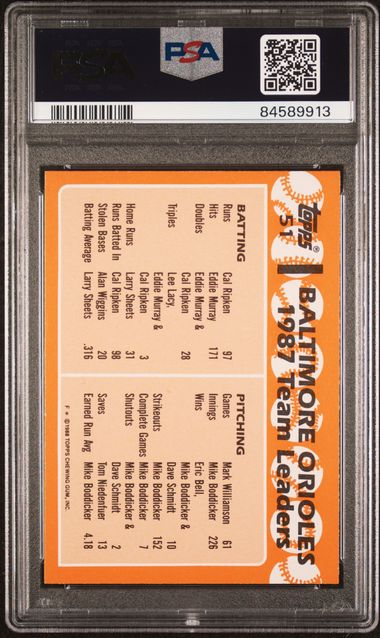 PSA
PSA
84589913
Topps®
51
BALTIMORE ORIOLES
1987 Team Leaders
BATTING
Runs Cal Ripken 97
Hits Eddie Murray 171
Doubles Eddie Murray &
Cal Ripken 28
Triples Lee Lacy,
Eddie Murray &
Cal Ripken 3
Home Runs Larry Sheets 31
Runs Batted In Cal Ripken 98
Stolen Bases Alan Wiggins 20
Batting Average Larry Sheets .316
PITCHING
Games Mark Williamson 61
Innings Mike Boddicker 226
Wins Eric Bell,
Mike Boddicker &
Dave Schmidt 10
Strikeouts Mike Boddicker 152
Complete Games Mike Boddicker 7
Shutouts Mike Boddicker &
Dave Schmidt 2
Saves Tom Niedenfuer 13
Earned Run Avg Mike Boddicker 4.18
F * © 1988 TOPPS CHEWING GUM, INC.